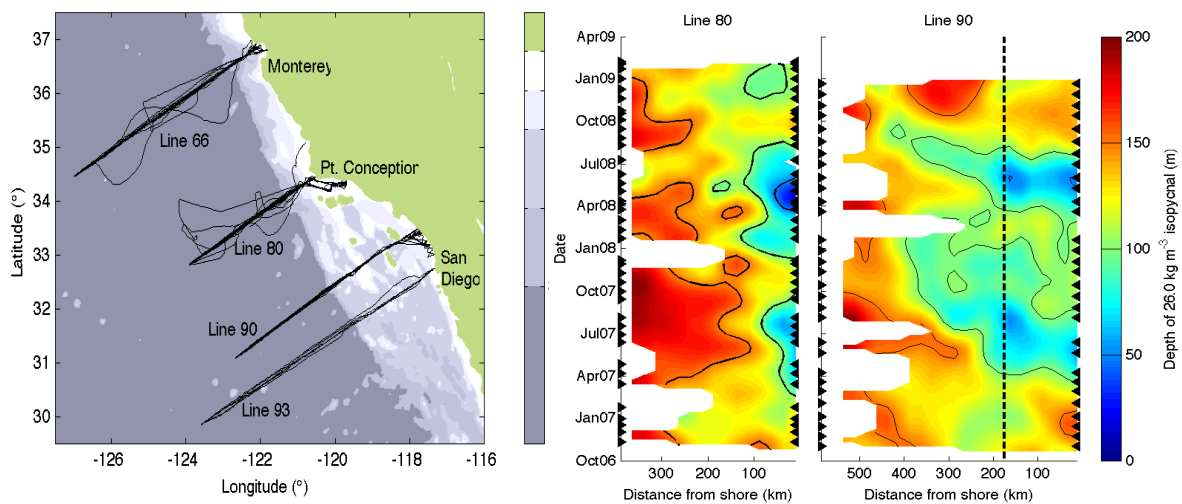 37
36
35
34
33
32
31
30
Latitude (°)
Monterey
Line 66
Pt. Conception
Line 80
San
Diego
Line 90
Line 93
-126
-124
-122
-120
-118
-116
Longitude (°)
Line 80
Apr09
Jan09
Oct08
Jul08
Apr08
Jan08
Oct07
Jul07
Apr07
Jan07
Oct06
Date
300
200
100
Distance from shore (km)
Line 90
500
400
300
200
100
Distance from shore (km)
200
150
100
50
0
Depth of 26.0 kg m⁻³ isopycnal (m)